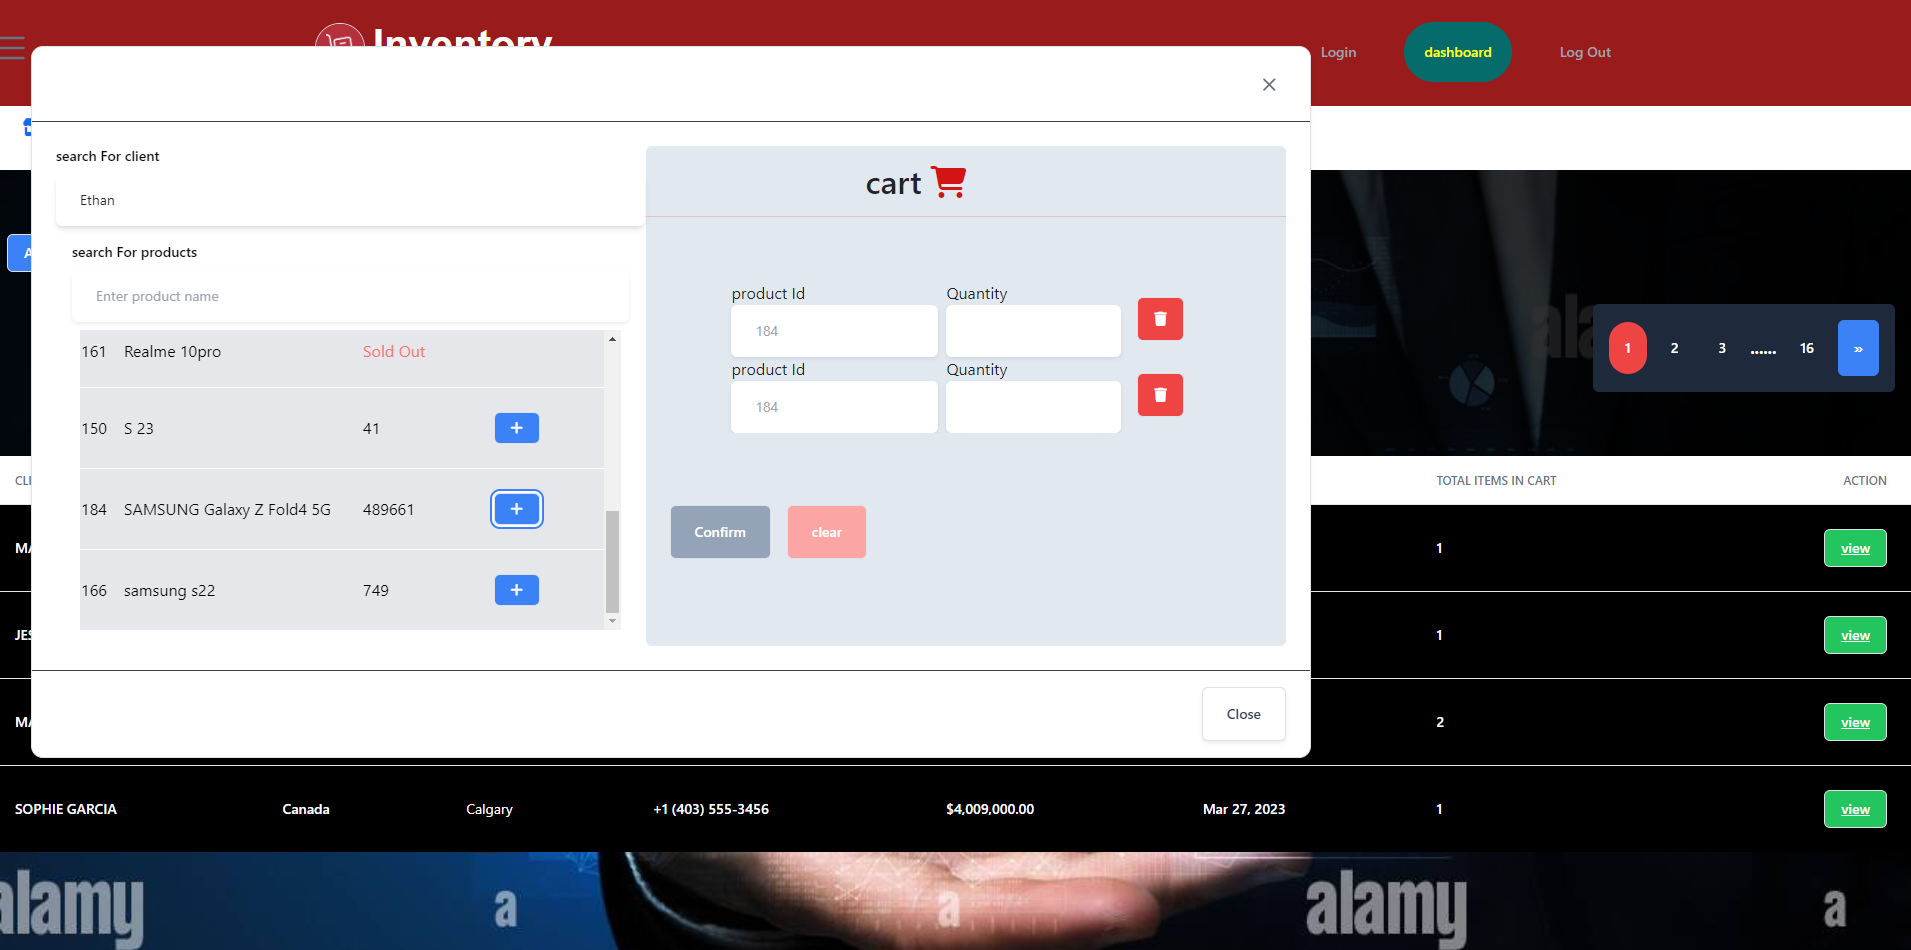 Inventory
Login
dashboard
Log Out
search For client
Ethan
search For products
Enter product name
161 Realme 10pro Sold Out
150 S 23 41 +
184 SAMSUNG Galaxy Z Fold4 5G 489661 +
166 samsung s22 749 +
cart
product Id Quantity
184
product Id Quantity
184
Confirm clear
Close
1 2 3 ...... 16 »
TOTAL ITEMS IN CART ACTION
1 view
1 view
2 view
SOPHIE GARCIA Canada Calgary +1 (403) 555-3456 $4,009,000.00 Mar 27, 2023 1 view
alamy a a alamy a